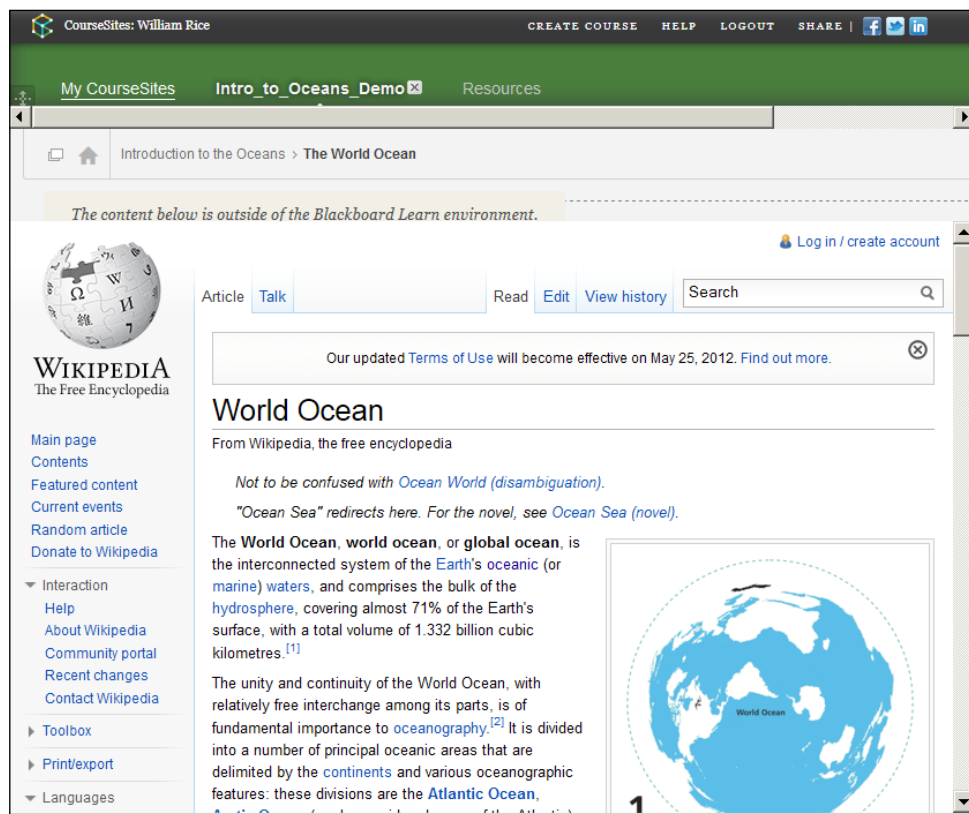 CourseSites: William Rice
CREATE COURSE HELP LOGOUT SHARE |
My CourseSites Intro_to_Oceans_Demo Resources
Introduction to the Oceans > The World Ocean
The content below is outside of the Blackboard Learn environment.
Log in / create account
Article Talk Read Edit View history Search
Our updated Terms of Use will become effective on May 25, 2012. Find out more.
WIKIPEDIA
The Free Encyclopedia
Main page
Contents
Featured content
Current events
Random article
Donate to Wikipedia
Interaction
Help
About Wikipedia
Community portal
Recent changes
Contact Wikipedia
Toolbox
Print/export
Languages
World Ocean
From Wikipedia, the free encyclopedia
Not to be confused with Ocean World (disambiguation).
"Ocean Sea" redirects here. For the novel, see Ocean Sea (novel).
The World Ocean, world ocean, or global ocean, is
the interconnected system of the Earth's oceanic (or
marine) waters, and comprises the bulk of the
hydrosphere, covering almost 71% of the Earth's
surface, with a total volume of 1.332 billion cubic
kilometres.[1]
The unity and continuity of the World Ocean, with
relatively free interchange among its parts, is of
fundamental importance to oceanography.[2] It is divided
into a number of principal oceanic areas that are
delimited by the continents and various oceanographic
features: these divisions are the Atlantic Ocean,
World Ocean
1